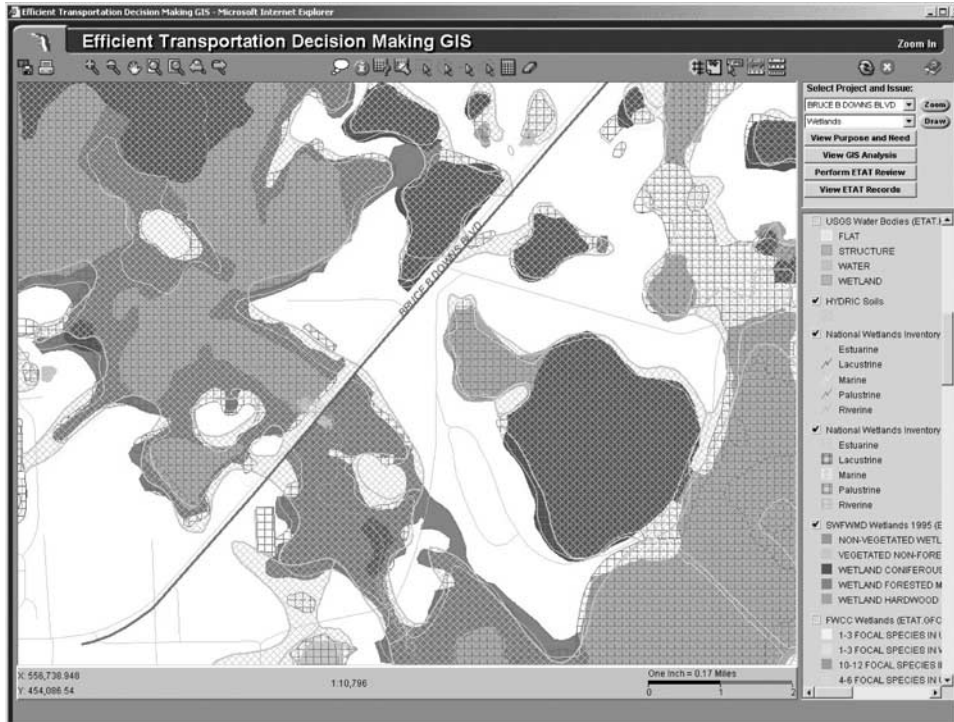 Efficient Transportation Decision Making GIS - Microsoft Internet Explorer
Efficient Transportation Decision Making GIS
Zoom In
Select Project and Issue:
BRUCE B DOWNS BLVD
Zoom
Wetlands
Draw
View Purpose and Need
View GIS Analysis
Perform ETAT Review
View ETAT Records
BRUCE B DOWNS BLVD
USGS Water Bodies (ETAT.
FLAT
STRUCTURE
WATER
WETLAND
HYDRIC Soils
National Wetlands Inventory
Estuarine
Lacustrine
Marine
Palustrine
Riverine
National Wetlands Inventory
Estuarine
Lacustrine
Marine
Palustrine
Riverine
SWFWMD Wetlands 1995 (E
NON-VEGETATED WETL
VEGETATED NON-FORE
WETLAND CONIFEROUS
WETLAND FORESTED M
WETLAND HARDWOOD
FWCC Wetlands (ETAT.GFC
1-3 FOCAL SPECIES IN U
1-3 FOCAL SPECIES IN W
10-12 FOCAL SPECIES II
4-6 FOCAL SPECIES IN U
X: 556,738.948
Y: 454,086.54
1:10,796
One Inch = 0.17 Miles
0 1 2